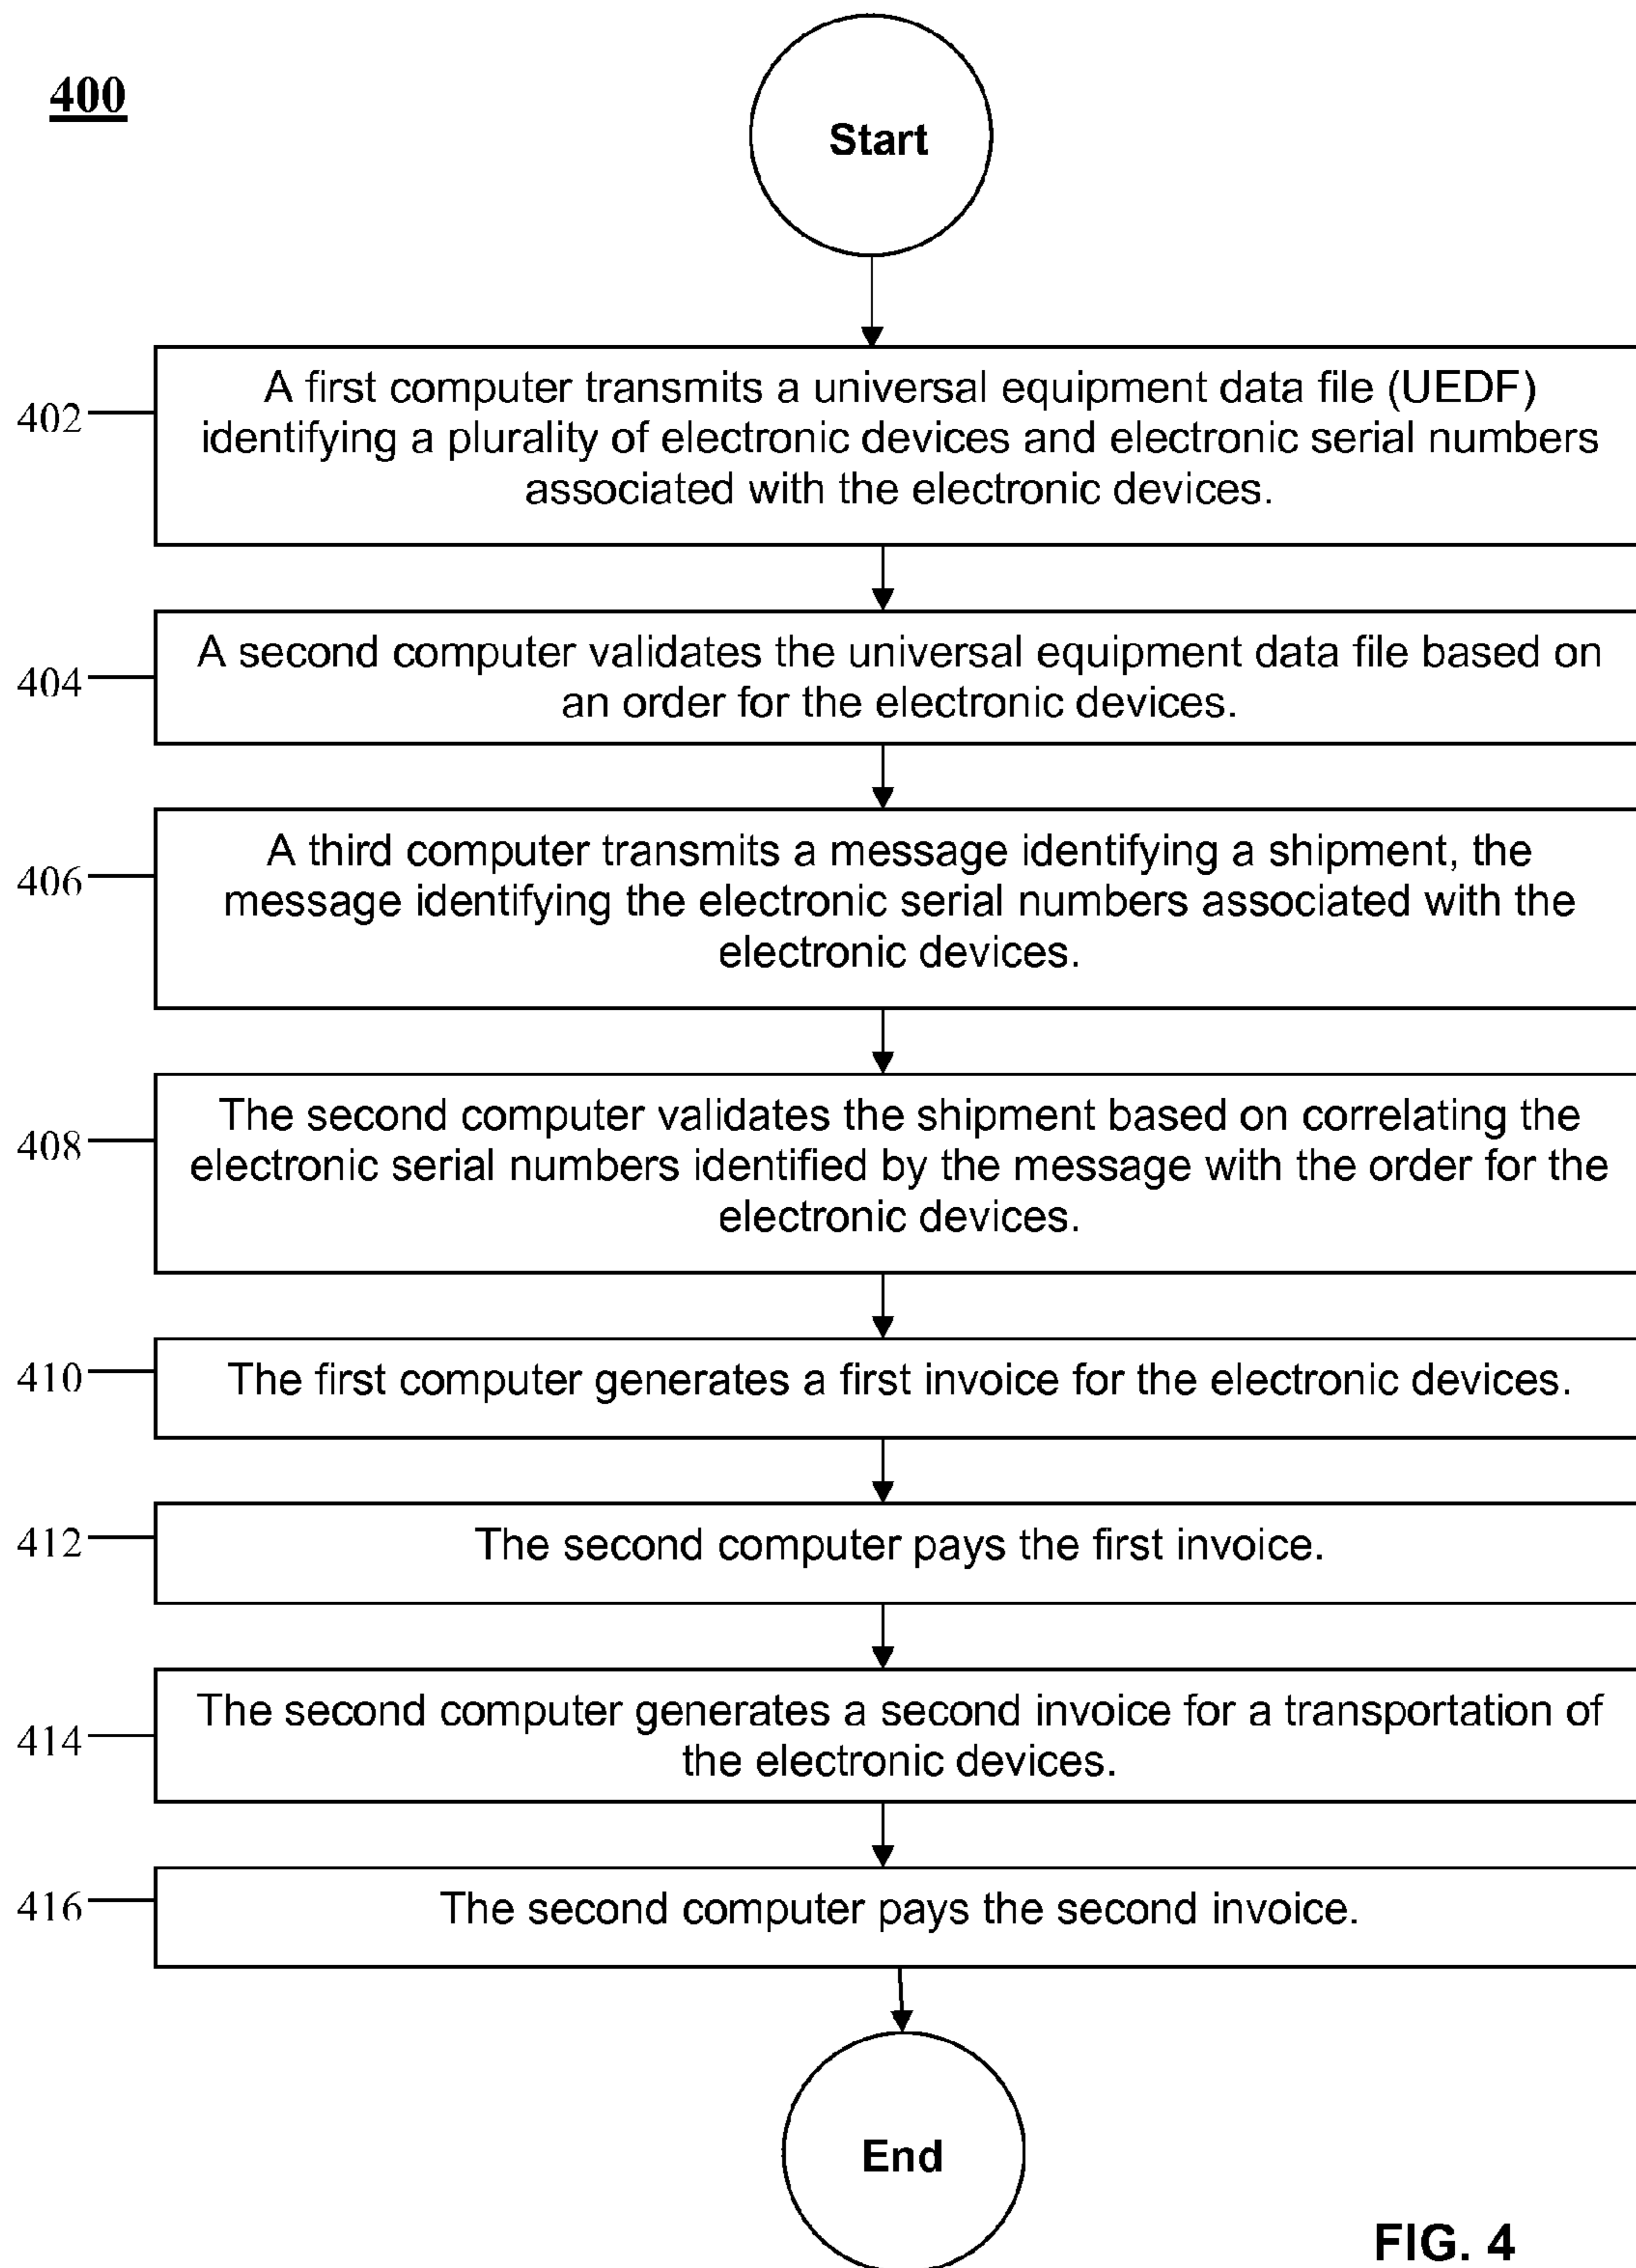 400
Start
402
A first computer transmits a universal equipment data file (UEDF)
identifying a plurality of electronic devices and electronic serial numbers
associated with the electronic devices.
404
A second computer validates the universal equipment data file based on
an order for the electronic devices.
406
A third computer transmits a message identifying a shipment, the
message identifying the electronic serial numbers associated with the
electronic devices.
408
The second computer validates the shipment based on correlating the
electronic serial numbers identified by the message with the order for the
electronic devices.
410
The first computer generates a first invoice for the electronic devices.
412
The second computer pays the first invoice.
414
The second computer generates a second invoice for a transportation of
the electronic devices.
416
The second computer pays the second invoice.
End
FIG. 4